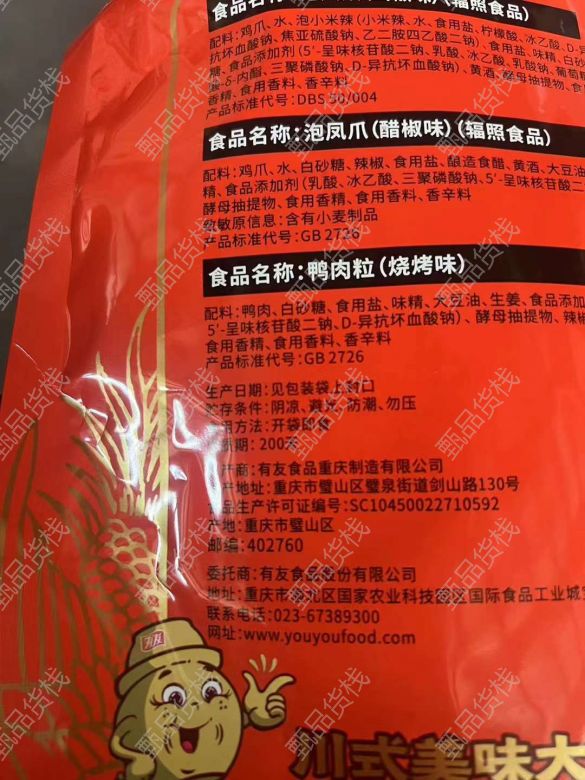 食品名称:泡凤爪 辣)(辐照食品)
配料:鸡爪、水、泡小米辣(小米辣、水、食用盐、柠檬酸、冰乙酸、D-异
抗坏血酸钠、焦亚硫酸钠、乙二胺四乙酸二钠)、食用盐、味精、白砂
糖、食品添加剂(5'-呈味核苷酸二钠、乳酸、冰乙酸、乳酸钠、葡萄糖
酸-δ-内酯、三聚磷酸钠、D-异抗坏血酸钠)、黄酒、酵母抽提物、食
香精、食用香料、香辛料
产品标准代号:DBS 50/004
食品名称:泡凤爪(醋椒味)(辐照食品)
配料:鸡爪、水、白砂糖、辣椒、食用盐、酿造食醋、黄酒、大豆油
精、食品添加剂(乳酸、冰乙酸、三聚磷酸钠、5'-呈味核苷酸二
酵母抽提物、食用香精、食用香料、香辛料
致敏原信息:含有小麦制品
产品标准代号:GB 2726
食品名称:鸭肉粒(烧烤味)
配料:鸭肉、白砂糖、食用盐、味精、大豆油、生姜、食品添加
5'-呈味核苷酸二钠、D-异抗坏血酸钠)、酵母抽提物、辣椒
食用香精、食用香料、香辛料
产品标准代号:GB 2726
生产日期:见包装袋上封口
贮存条件:阴凉、避光、防潮、勿压
用方法:开袋即食
质期:200天
产商:有友食品重庆制造有限公司
产地址:重庆市璧山区璧泉街道剑山路130号
食品生产许可证编号:SC10450022710592
产地:重庆市璧山区
邮编:402760
委托商:有友食品股份有限公司
地址:重庆市渝北区国家农业科技园区国际食品工业城宝
联系电话:023-67389300
网址:www.youyoufood.com
有友
川式美味大
甄品货栈